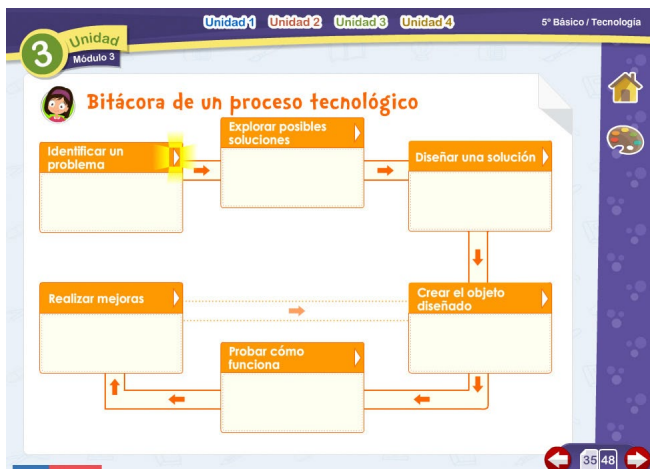 Unidad 1 Unidad 2 Unidad 3 Unidad 4
5º Básico / Tecnología
3 Unidad
Módulo 3
Bitácora de un proceso tecnológico
Identificar un
problema
Explorar posibles
soluciones
Diseñar una solución
Realizar mejoras
Crear el objeto
diseñado
Probar cómo
funciona
35 48